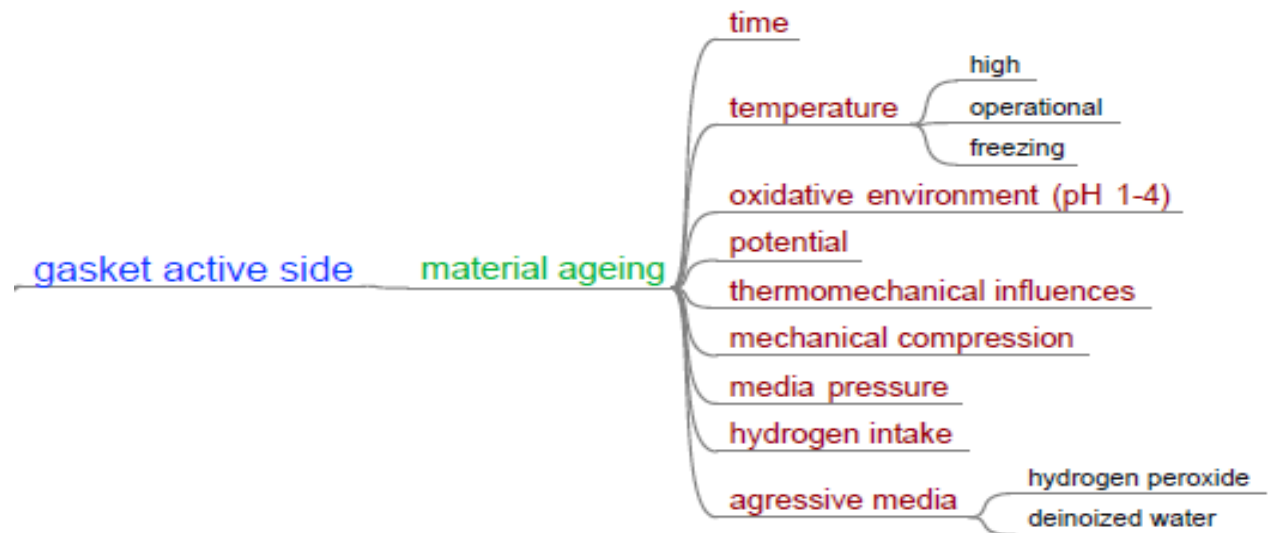 time
high
temperature
operational
freezing
oxidative environment (pH 1-4)
potential
gasket active side
material ageing
thermomechanical influences
mechanical compression
media pressure
hydrogen intake
agressive media
hydrogen peroxide
deinoized water